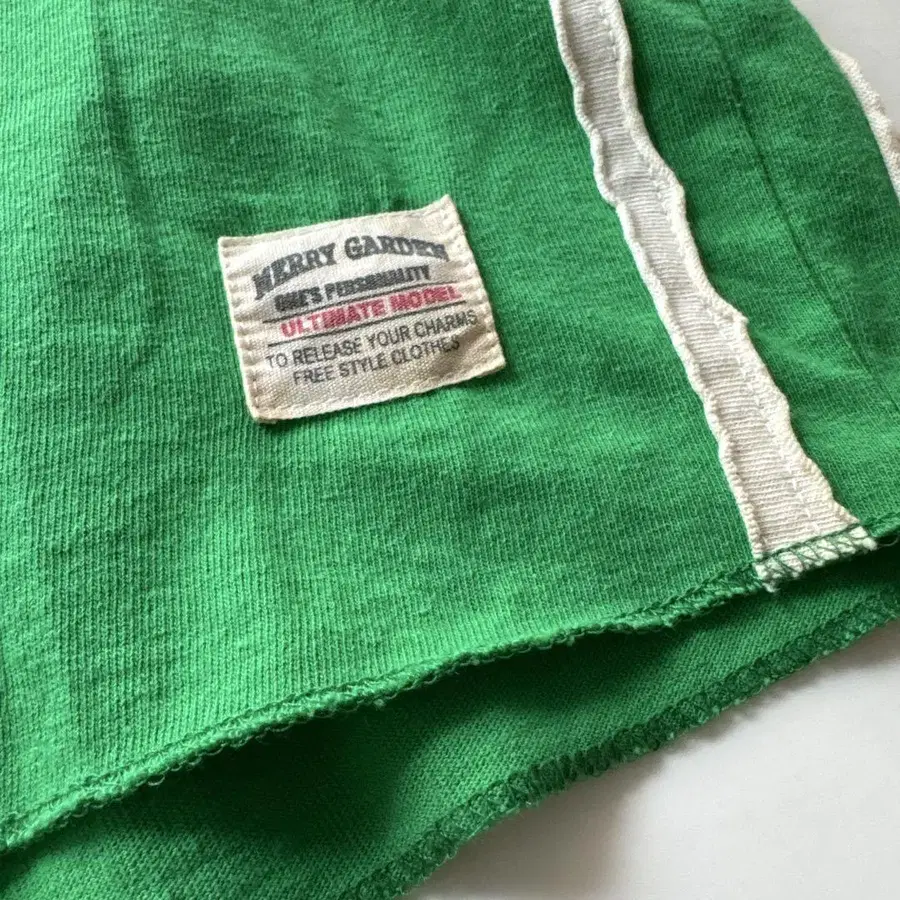 MERRY GARDEN
ONE'S PERSONALITY
ULTIMATE MODEL
TO RELEASE YOUR CHARMS
FREE STYLE CLOTHES